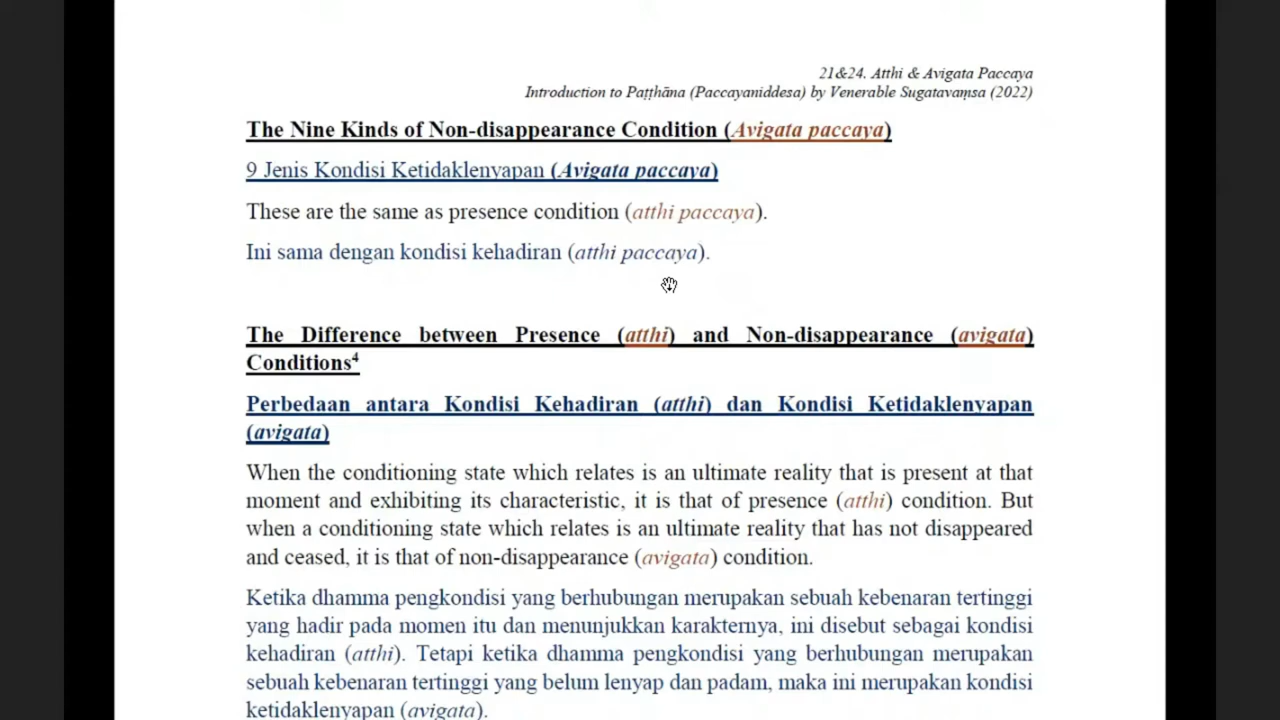 21&24. Atthi & Avigata Paccaya
Introduction to Paṭṭhāna (Paccayaniddesa) by Venerable Sugatavaṃsa (2022)
The Nine Kinds of Non-disappearance Condition (Avigata paccaya)
9 Jenis Kondisi Ketidaklenyapan (Avigata paccaya)
These are the same as presence condition (atthi paccaya).
Ini sama dengan kondisi kehadiran (atthi paccaya).
The Difference between Presence (atthi) and Non-disappearance (avigata)
Conditions⁴
Perbedaan antara Kondisi Kehadiran (atthi) dan Kondisi Ketidaklenyapan
(avigata)
When the conditioning state which relates is an ultimate reality that is present at that
moment and exhibiting its characteristic, it is that of presence (atthi) condition. But
when a conditioning state which relates is an ultimate reality that has not disappeared
and ceased, it is that of non-disappearance (avigata) condition.
Ketika dhamma pengkondisi yang berhubungan merupakan sebuah kebenaran tertinggi
yang hadir pada momen itu dan menunjukkan karakternya, ini disebut sebagai kondisi
kehadiran (atthi). Tetapi ketika dhamma pengkondisi yang berhubungan merupakan
sebuah kebenaran tertinggi yang belum lenyap dan padam, maka ini merupakan kondisi
ketidaklenyapan (avigata).